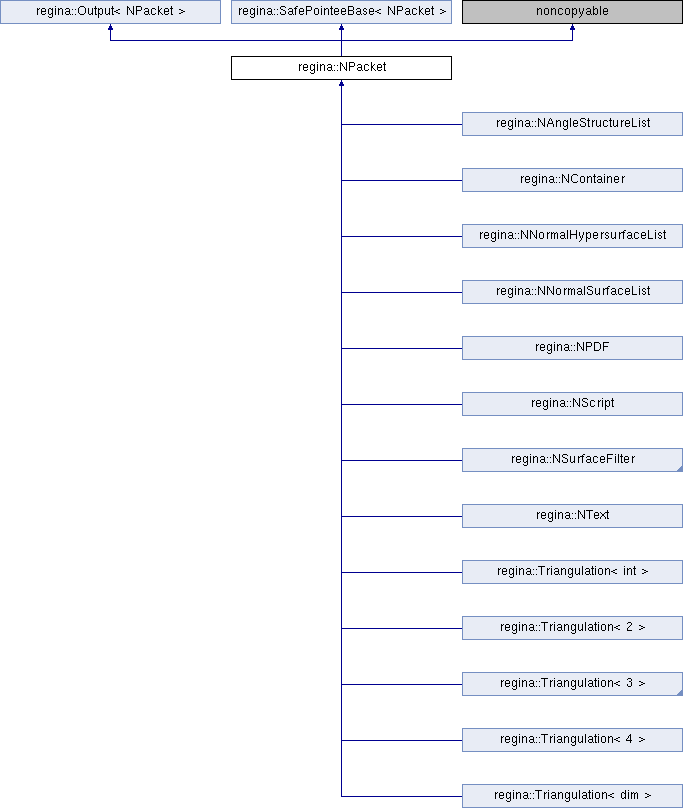 regina::Output< NPacket >
regina::SafePointeeBase< NPacket >
noncopyable
regina::NPacket
regina::NAngleStructureList
regina::NContainer
regina::NNormalHypersurfaceList
regina::NNormalSurfaceList
regina::NPDF
regina::NScript
regina::NSurfaceFilter
regina::NText
regina::Triangulation< int >
regina::Triangulation< 2 >
regina::Triangulation< 3 >
regina::Triangulation< 4 >
regina::Triangulation< dim >